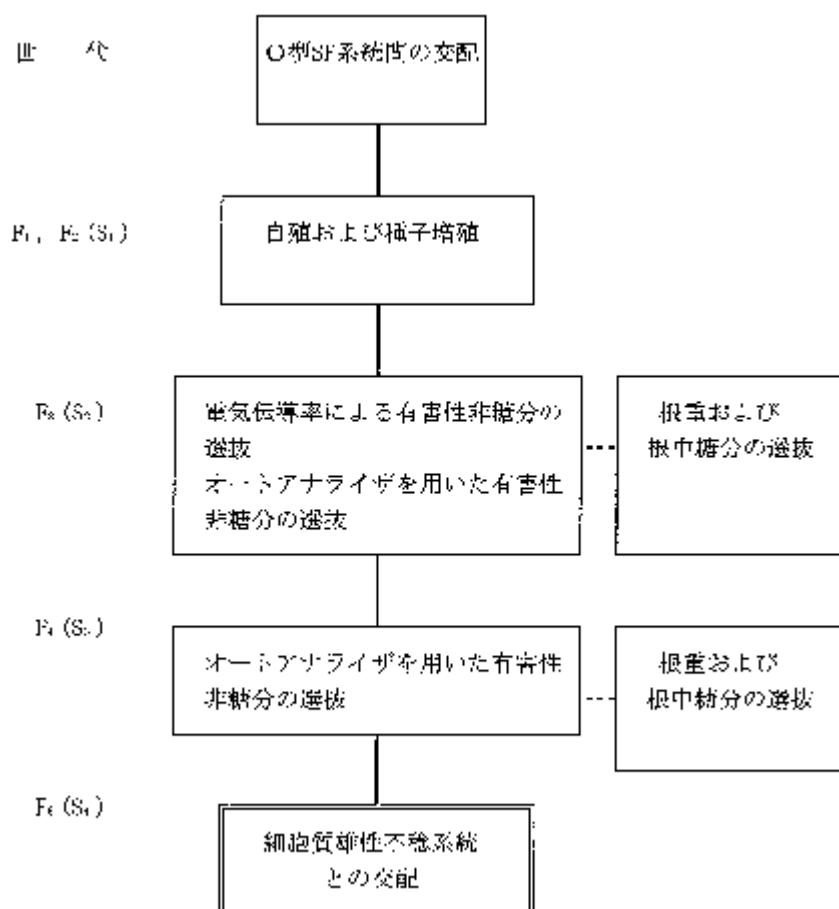 世 代
O型SF系統間の交配
F₁, F₂ (S₁)
自殖および種子増殖
F₃ (S₂)
電気伝導率による有害性非糖分の
選抜
オートアナライザを用いた有害性
非糖分の選抜
根重および
根中糖分の選抜
F₄ (S₃)
オートアナライザを用いた有害性
非糖分の選抜
根重および
根中糖分の選抜
F₅ (S₄)
細胞質雄性不稔系統
との交配